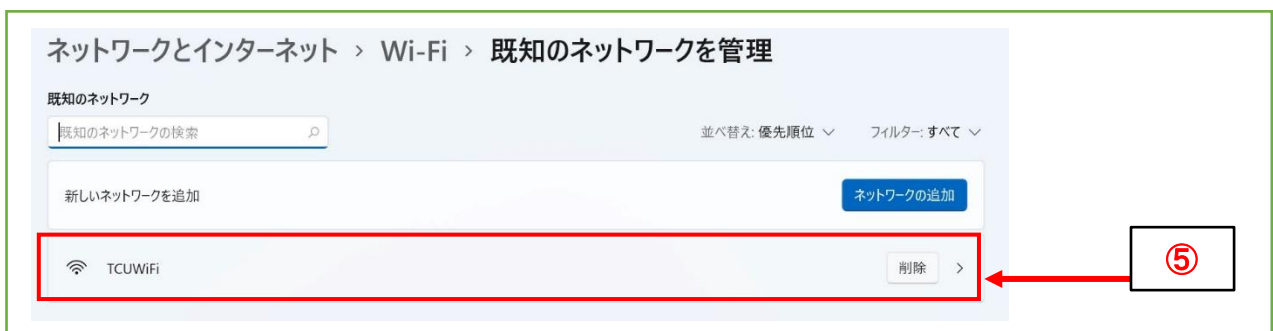 ネットワークとインターネット > Wi-Fi > 既知のネットワークを管理
既知のネットワーク
既知のネットワークの検索
並べ替え: 優先順位 フィルター: すべて
新しいネットワークを追加 ネットワークの追加
TCUWiFi 削除 >
⑤